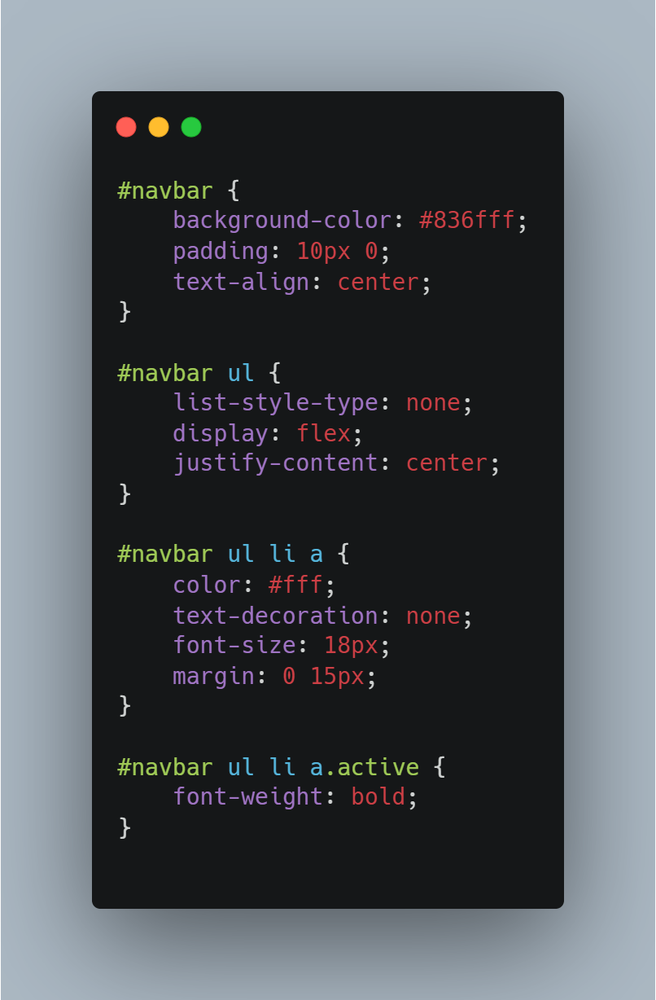 #navbar {
    background-color: #836fff;
    padding: 10px 0;
    text-align: center;
}

#navbar ul {
    list-style-type: none;
    display: flex;
    justify-content: center;
}

#navbar ul li a {
    color: #fff;
    text-decoration: none;
    font-size: 18px;
    margin: 0 15px;
}

#navbar ul li a.active {
    font-weight: bold;
}